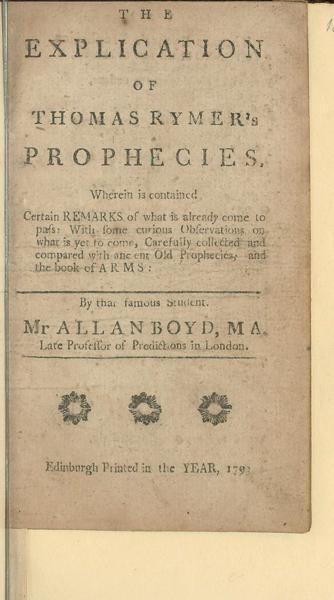 THE
EXPLICATION
OF
THOMAS RYMER's
PROPHECIES.
Wherein is contained
Certain REMARKS of what is already come to
paſs: With ſome curious Obſervations on
what is yet to come, Carefully collected and
compared with ancient Old Prophecies, and
the book of ARMS:
By that famous Student.
Mr ALLAN BOYD, MA.
Late Profeſſor of Predictions in London.
Edinburgh Printed in the YEAR,